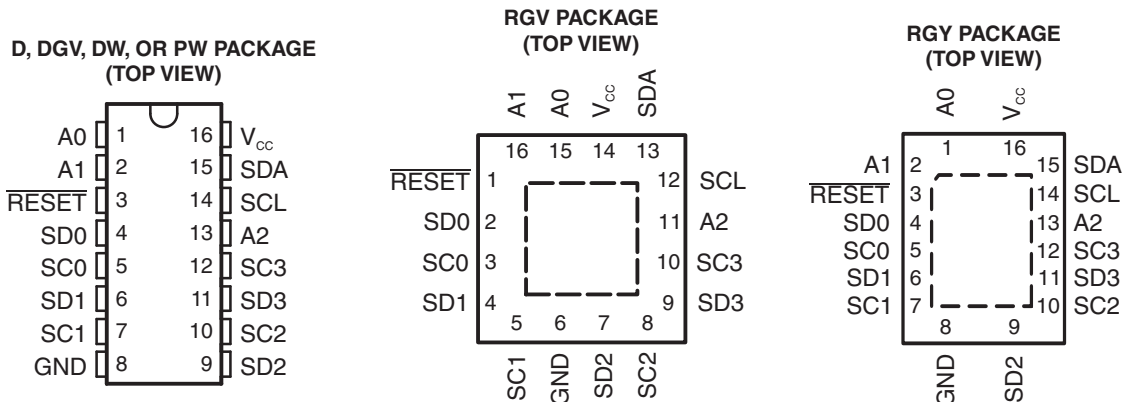 D, DGV, DW, OR PW PACKAGE
(TOP VIEW)
A0 1 16 Vcc
A1 2 15 SDA
RESET 3 14 SCL
SD0 4 13 A2
SC0 5 12 SC3
SD1 6 11 SD3
SC1 7 10 SC2
GND 8 9 SD2
RGV PACKAGE
(TOP VIEW)
A1 A0 Vcc SDA
16 15 14 13
RESET 1 12 SCL
SD0 2 11 A2
SC0 3 10 SC3
SD1 4 9 SD3
5 6 7 8
SC1 GND SD2 SC2
RGY PACKAGE
(TOP VIEW)
A0 Vcc
1 16
A1 2 15 SDA
RESET 3 14 SCL
SD0 4 13 A2
SC0 5 12 SC3
SD1 6 11 SD3
SC1 7 10 SC2
8 9
GND SD2